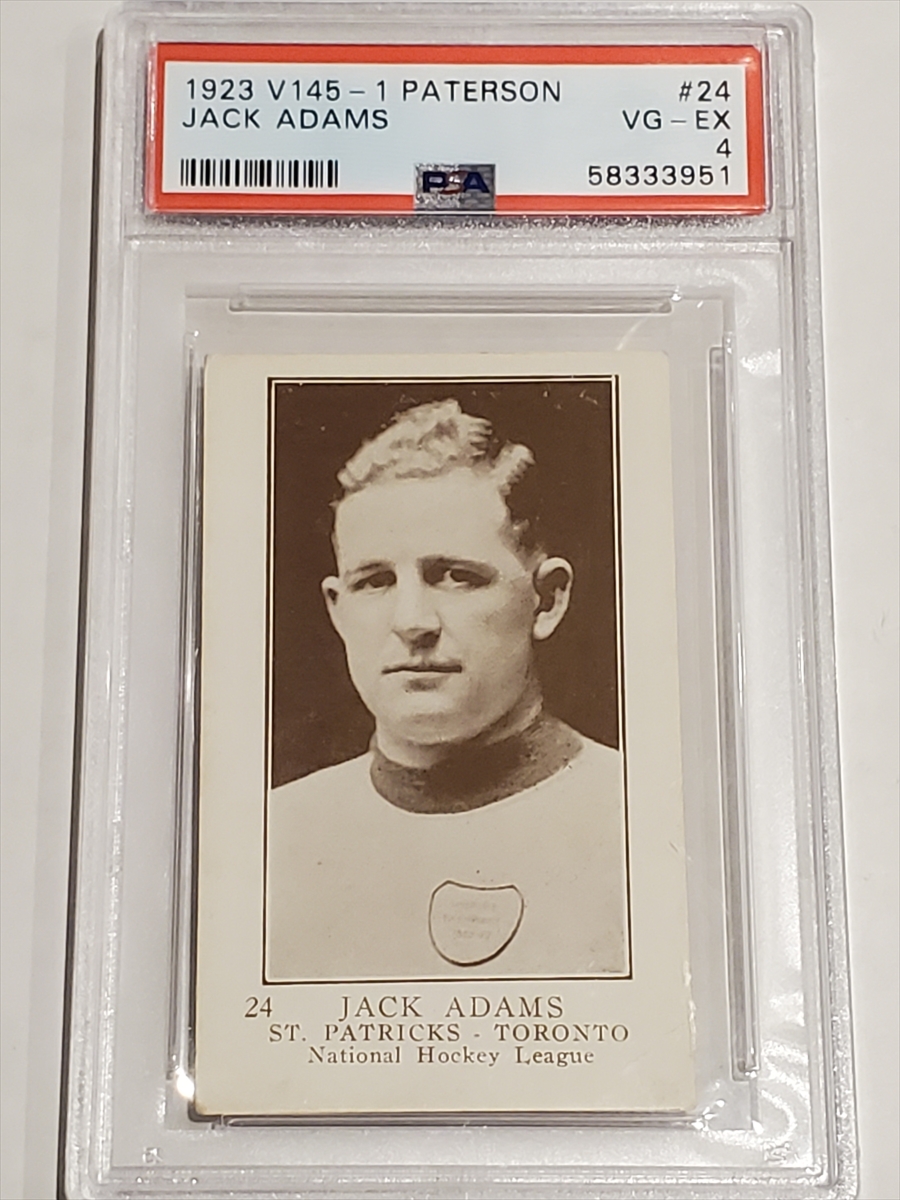 1923 V145-1 PATERSON #24
JACK ADAMS VG-EX
4
58333951
PSA
24 JACK ADAMS
ST. PATRICKS - TORONTO
National Hockey League